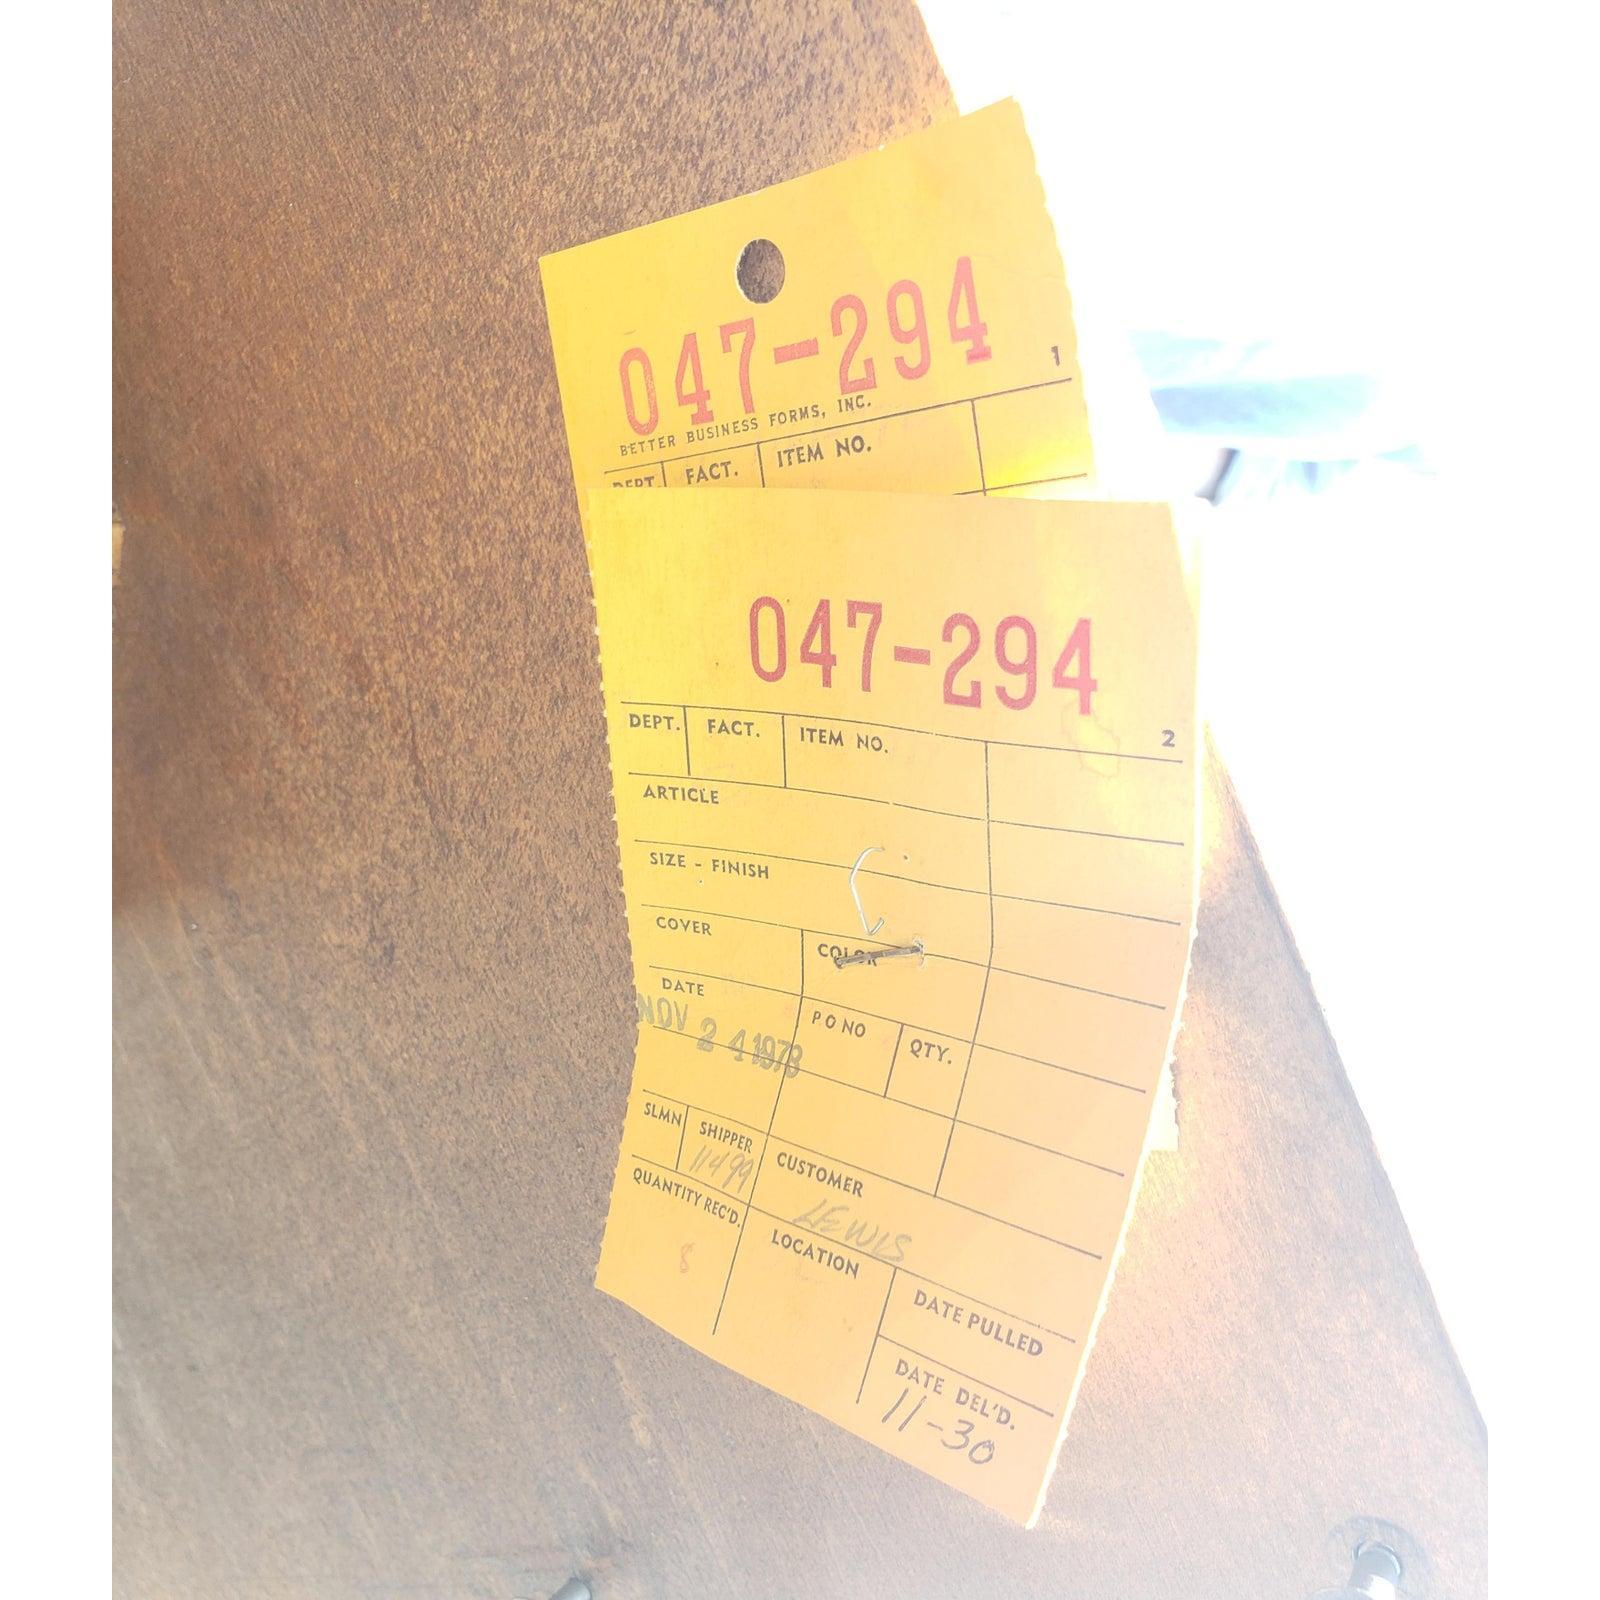 047-294
BETTER BUSINESS FORMS, INC. 1
DEPT. FACT. ITEM NO.
047-294
2
DEPT. FACT. ITEM NO.
ARTICLE
SIZE - FINISH
COVER COLOR
DATE P O NO QTY.
NOV 24 1978
SLMN SHIPPER CUSTOMER
11499 LEWIS
QUANTITY REC'D. LOCATION
8
DATE PULLED
DATE DEL'D.
11-30